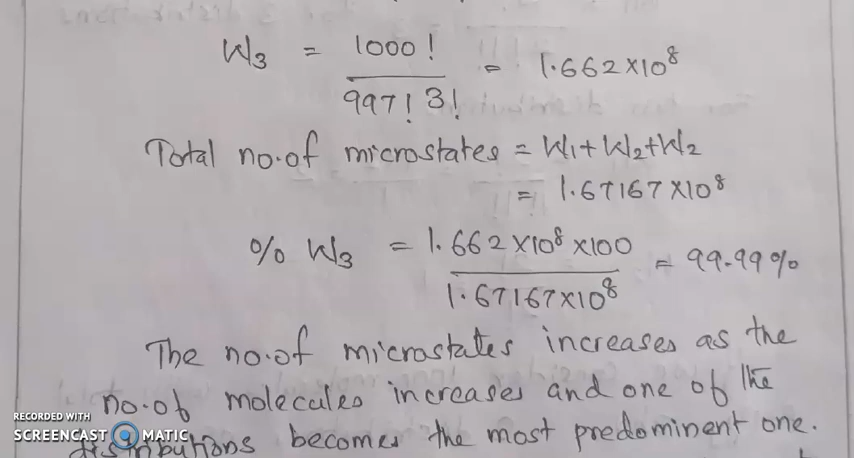 W3 = 1000! / 997! 3! = 1.662×10^8
Total no.of microstates = W1+W2+W2
= 1.67167×10^8
% W3 = 1.662×10^8×100 / 1.67167×10^8 = 99.99%
The no.of microstates increases as the
no.of molecules increases and one of the
distributions becomes the most predominent one.
RECORDED WITH
SCREENCAST MATIC